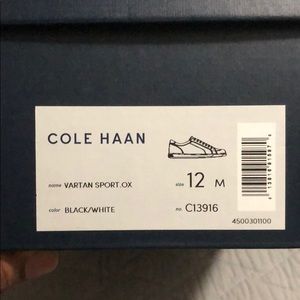 COLE HAAN
name VARTAN SPORT.OX size 12 M
color BLACK/WHITE no. C13916
4500301100